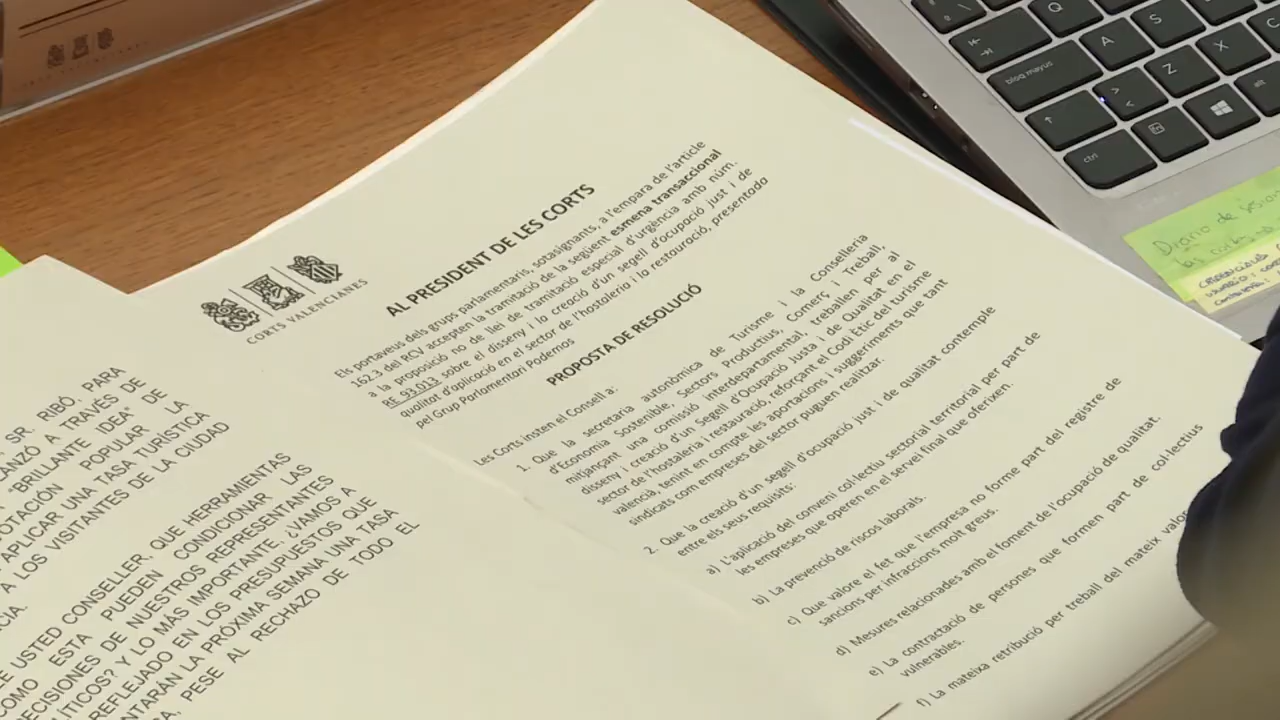 SR. RIBÓ, PARA
LANZÓ A TRAVÉS DE
BRILLANTE IDEA" DE
VOTACIÓN POPULAR LA
APLICAR UNA TASA TURÍSTICA
A LOS VISITANTES DE LA CIUDAD
USTED CONSELLER, QUE HERRAMIENTAS
COMO ESTA PUEDEN CONDICIONAR LAS
DECISIONES DE NUESTROS REPRESENTANTES
POLÍTICOS? Y LO MÁS IMPORTANTE, ¿VAMOS A
REFLEJADO EN LOS PRESUPUESTOS QUE
LA PRÓXIMA SEMANA UNA TASA
PESE AL RECHAZO DE TODO EL
CORTS VALENCIANES
AL PRESIDENT DE LES CORTS
Els portaveus dels grups parlamentaris, sotasignants, a l'empara de l'article
162.3 del RCV accepten la tramitació de la següent esmena transaccional
a la proposició no de llei de tramitació especial d'urgència amb núm.
RE 93.013 sobre el disseny i la creació d'un segell d'ocupació just i de
qualitat d'aplicació en el sector de l'hostaleria i la restauració, presentada
pel Grup Parlamentari Podemos
PROPOSTA DE RESOLUCIÓ
Les Corts insten el Consell a:
1. Que la secretaria autonòmica de Turisme i la Conselleria
d'Economia Sostenible, Sectors Productius, Comerç i Treball,
mitjançant una comissió interdepartamental, treballen per al
disseny i creació d'un Segell d'Ocupació Justa i de Qualitat en el
sector de l'hostaleria i restauració, reforçant el Codi Ètic del turisme
valencià, tenint en compte les aportacions i suggeriments que tant
sindicats com empreses del sector puguen realitzar.
2. Que la creació d'un segell d'ocupació just i de qualitat contemple
entre els seus requisits:
a) L'aplicació del conveni col·lectiu sectorial territorial per part de
les empreses que operen en el servei final que oferixen.
b) La prevenció de riscos laborals.
c) Que valore el fet que l'empresa no forme part del registre de
sancions per infraccions molt greus.
d) Mesures relacionades amb el foment de l'ocupació de qualitat.
e) La contractació de persones que formen part de col·lectius
vulnerables.
f) La mateixa retribució per treball del mateix valor
Q
A
S
Z
X
bloq mayus
ctrl
alt
> <
Diario de sesion